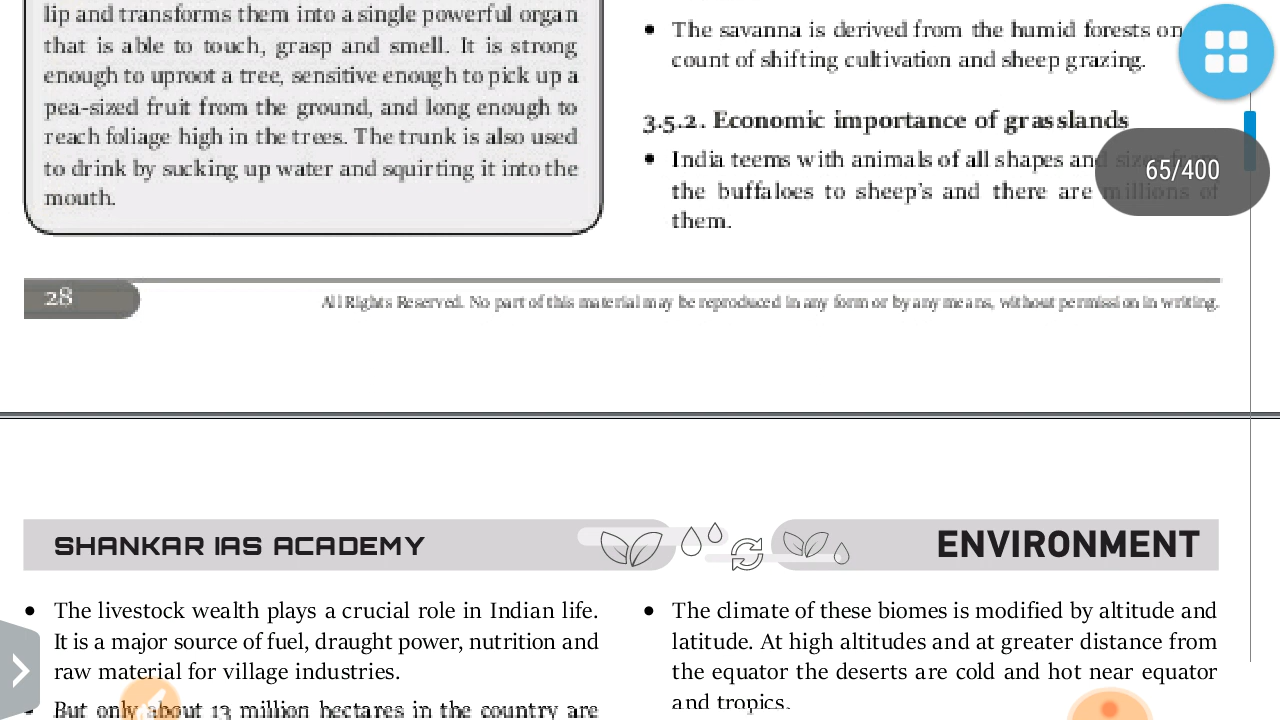 lip and transforms them into a single powerful organ
that is able to touch, grasp and smell. It is strong
enough to uproot a tree, sensitive enough to pick up a
pea-sized fruit from the ground, and long enough to
reach foliage high in the trees. The trunk is also used
to drink by sucking up water and squirting it into the
mouth.
• The savanna is derived from the humid forests on
count of shifting cultivation and sheep grazing.
3.5.2. Economic importance of grasslands
• India teems with animals of all shapes and sizes from
the buffaloes to sheep's and there are millions of
them.
65/400
28
All Rights Reserved. No part of this material may be reproduced in any form or by any means, without permission in writing.
SHANKAR IAS ACADEMY
ENVIRONMENT
• The livestock wealth plays a crucial role in Indian life.
It is a major source of fuel, draught power, nutrition and
raw material for village industries.
• But only about 13 million hectares in the country are
• The climate of these biomes is modified by altitude and
latitude. At high altitudes and at greater distance from
the equator the deserts are cold and hot near equator
and tropics.